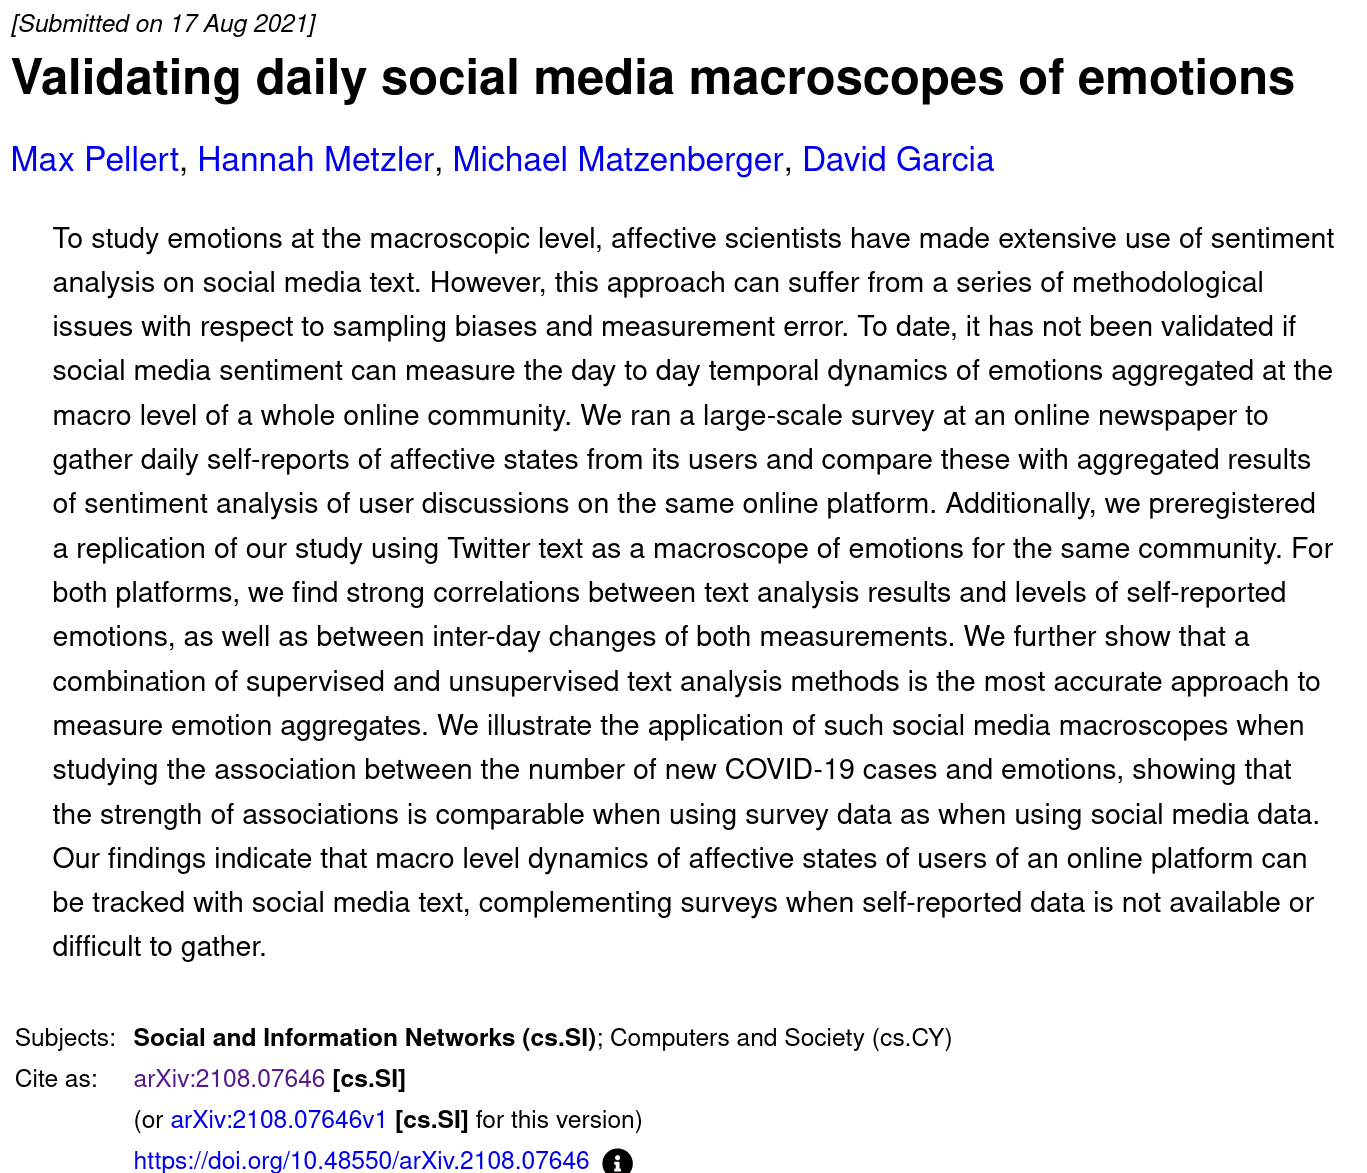 [Submitted on 17 Aug 2021]
Validating daily social media macroscopes of emotions
Max Pellert, Hannah Metzler, Michael Matzenberger, David Garcia
To study emotions at the macroscopic level, affective scientists have made extensive use of sentiment
analysis on social media text. However, this approach can suffer from a series of methodological
issues with respect to sampling biases and measurement error. To date, it has not been validated if
social media sentiment can measure the day to day temporal dynamics of emotions aggregated at the
macro level of a whole online community. We ran a large-scale survey at an online newspaper to
gather daily self-reports of affective states from its users and compare these with aggregated results
of sentiment analysis of user discussions on the same online platform. Additionally, we preregistered
a replication of our study using Twitter text as a macroscope of emotions for the same community. For
both platforms, we find strong correlations between text analysis results and levels of self-reported
emotions, as well as between inter-day changes of both measurements. We further show that a
combination of supervised and unsupervised text analysis methods is the most accurate approach to
measure emotion aggregates. We illustrate the application of such social media macroscopes when
studying the association between the number of new COVID-19 cases and emotions, showing that
the strength of associations is comparable when using survey data as when using social media data.
Our findings indicate that macro level dynamics of affective states of users of an online platform can
be tracked with social media text, complementing surveys when self-reported data is not available or
difficult to gather.
Subjects: Social and Information Networks (cs.SI); Computers and Society (cs.CY)
Cite as: arXiv:2108.07646 [cs.SI]
(or arXiv:2108.07646v1 [cs.SI] for this version)
https://doi.org/10.48550/arXiv.2108.07646